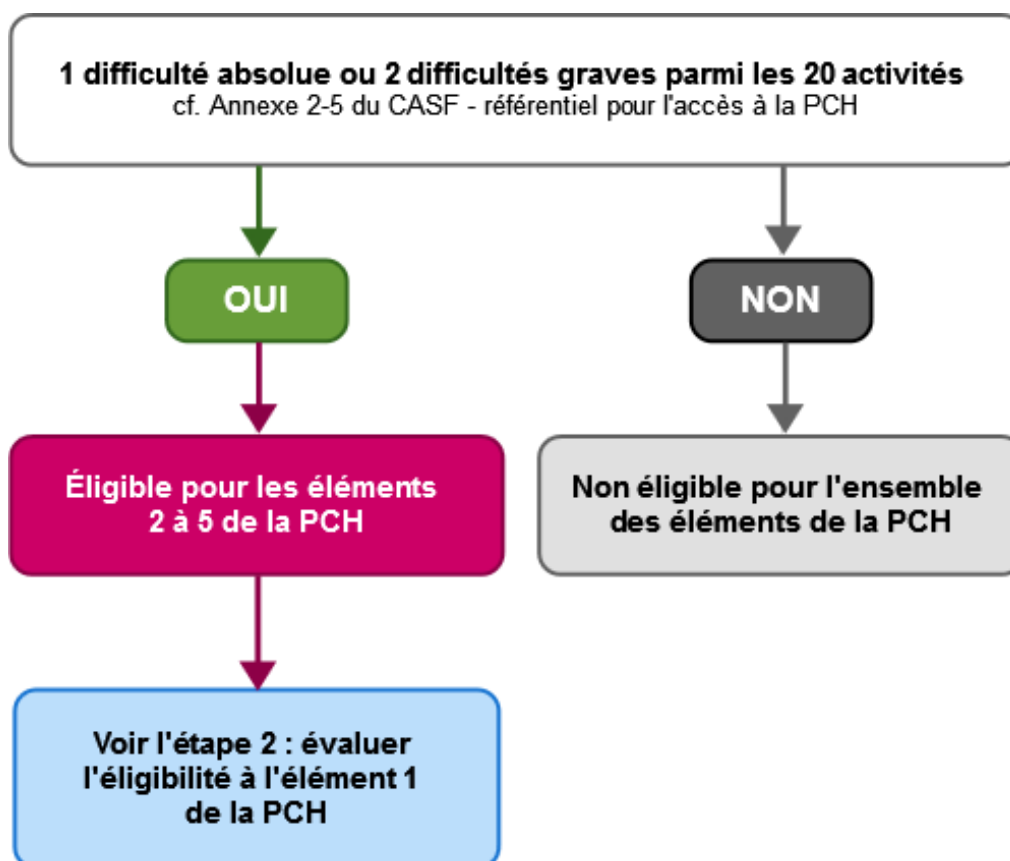 1 difficulté absolue ou 2 difficultés graves parmi les 20 activités
cf. Annexe 2-5 du CASF - référentiel pour l'accès à la PCH
OUI
NON
Éligible pour les éléments
2 à 5 de la PCH
Non éligible pour l'ensemble
des éléments de la PCH
Voir l'étape 2 : évaluer
l'éligibilité à l'élément 1
de la PCH